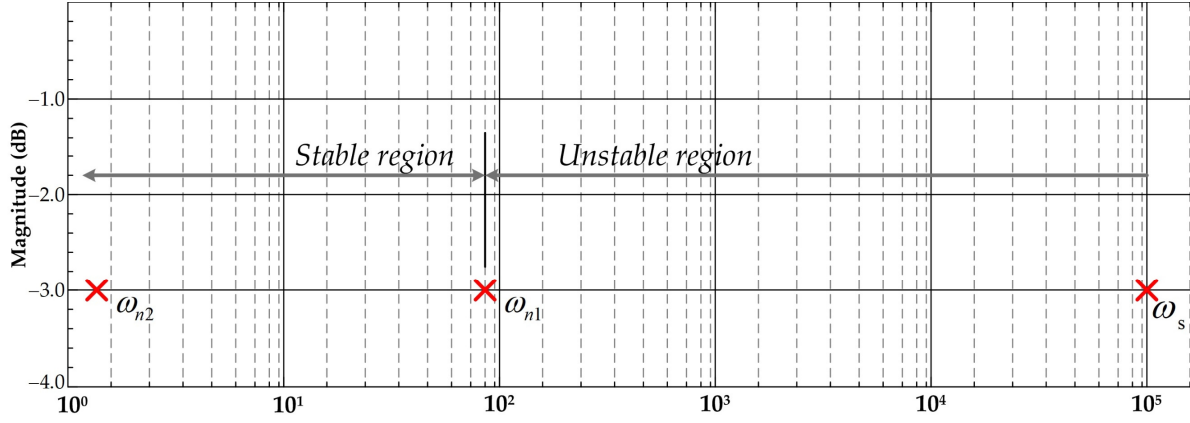 Magnitude (dB)
−1.0
Stable region
Unstable region
−2.0
−3.0
ωn2
ωn1
ωs
−4.0
10⁰
10¹
10²
10³
10⁴
10⁵